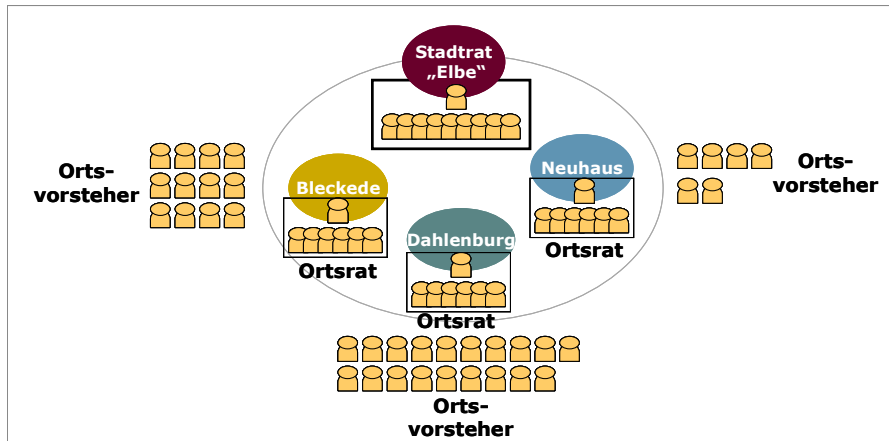 Stadtrat
„Elbe“
Orts-
vorsteher
Bleckede
Ortsrat
Neuhaus
Ortsrat
Orts-
vorsteher
Dahlenburg
Ortsrat
Orts-
vorsteher